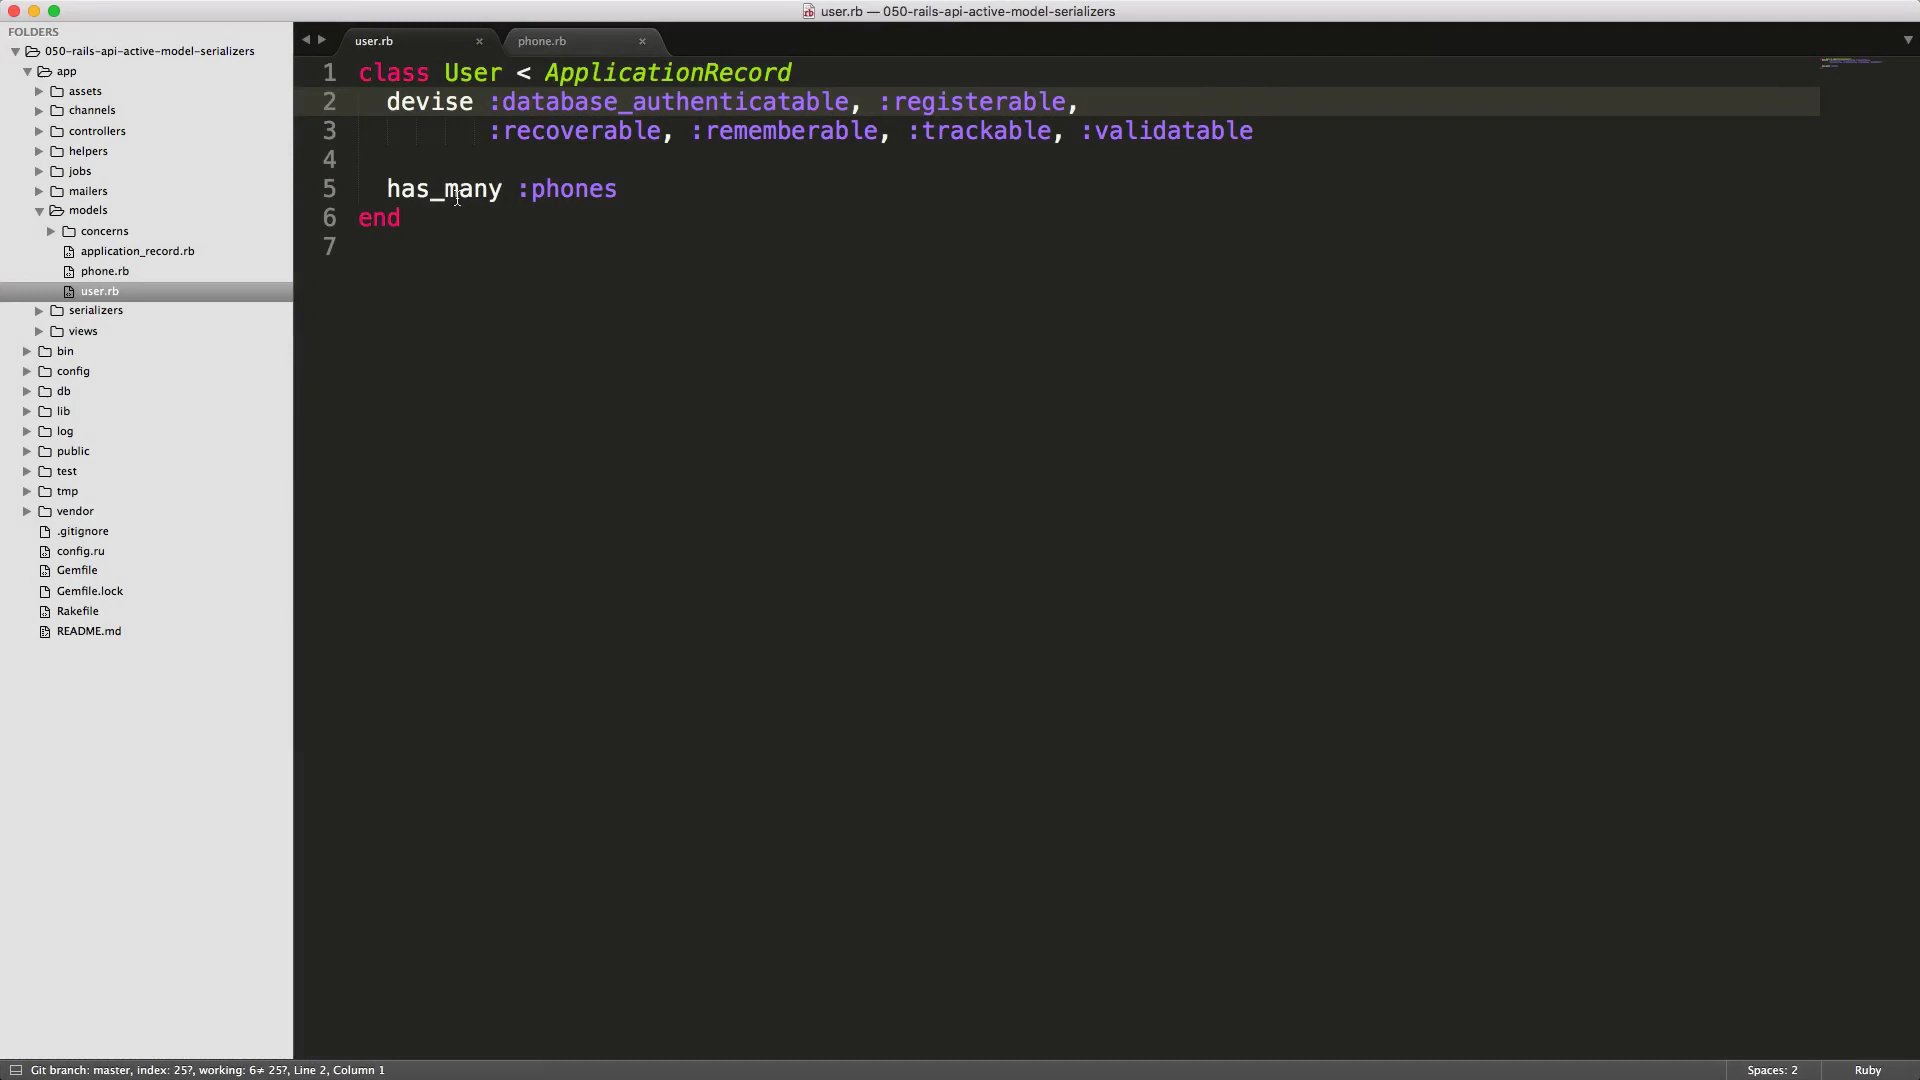 user.rb — 050-rails-api-active-model-serializers
FOLDERS
050-rails-api-active-model-serializers
app
assets
channels
controllers
helpers
jobs
mailers
models
concerns
application_record.rb
phone.rb
user.rb
serializers
views
bin
config
db
lib
log
public
test
tmp
vendor
.gitignore
config.ru
Gemfile
Gemfile.lock
Rakefile
README.md
user.rb
phone.rb
1 class User < ApplicationRecord
2 devise :database_authenticatable, :registerable,
3 :recoverable, :rememberable, :trackable, :validatable
4
5 has_many :phones
6 end
7
Git branch: master, index: 25?, working: 6≠ 25?, Line 2, Column 1
Spaces: 2
Ruby